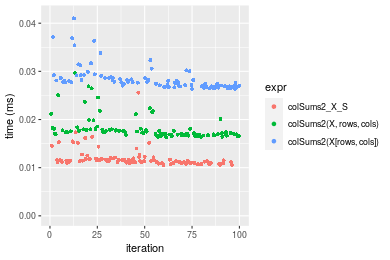 0.04
0.03
0.02
0.01
0.00
time (ms)
0
25
50
75
100
iteration
expr
colSums2_X_S
colSums2(X, rows, cols)
colSums2(X[rows, cols])